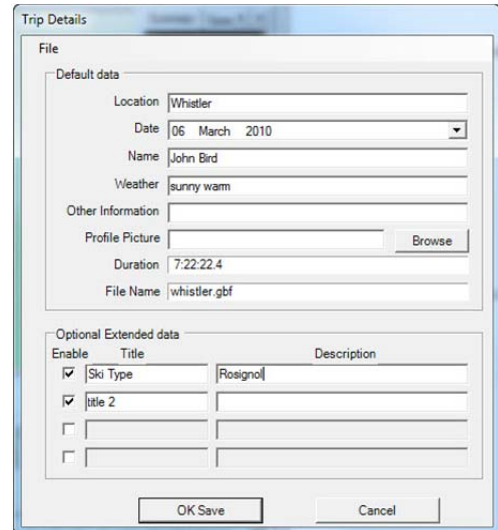 Trip Details
File
Default data
Location Whistler
Date 06 March 2010
Name John Bird
Weather sunny warm
Other Information
Profile Picture Browse
Duration 7:22:22.4
File Name whistler.gbf
Optional Extended data
Enable Title Description
Ski Type Rosignol
title 2
OK Save Cancel